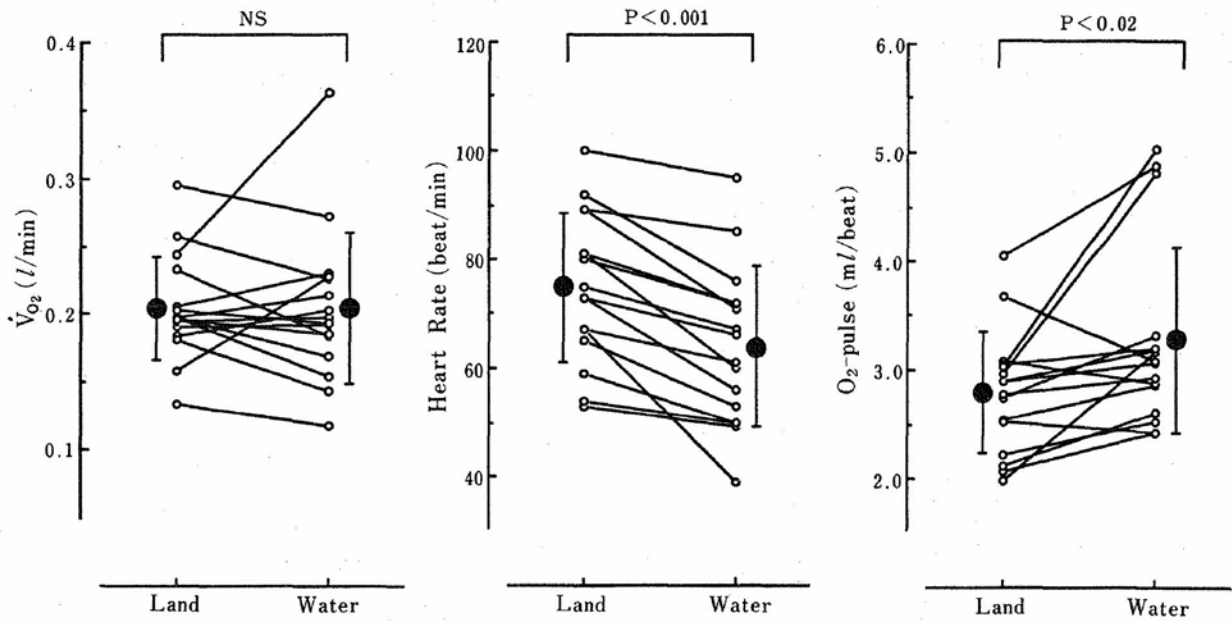 NS
0.4
0.3
0.2
0.1
V̇O₂ (l/min)
Land Water
P<0.001
120
100
80
60
40
Heart Rate (beat/min)
Land Water
P<0.02
6.0
5.0
4.0
3.0
2.0
O₂-pulse (ml/beat)
Land Water